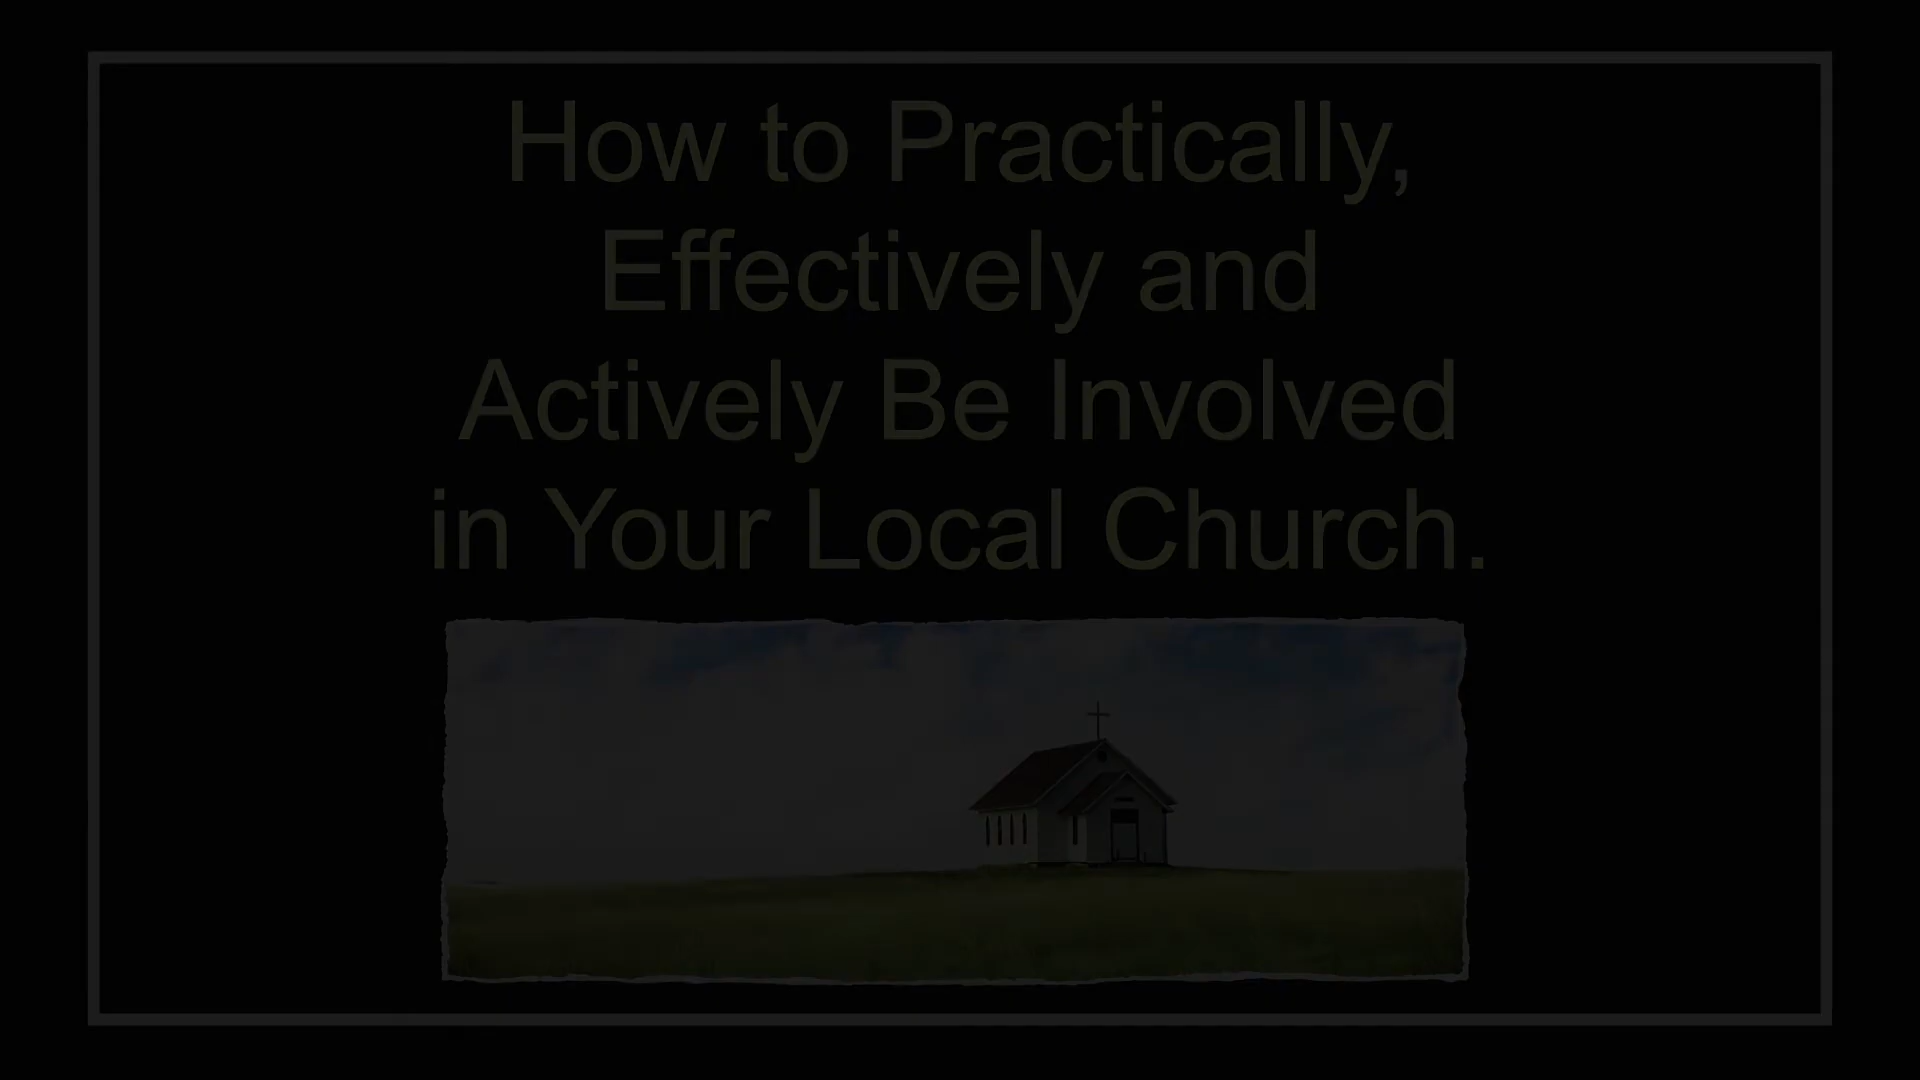 How to Practically,
Effectively and
Actively Be Involved
in Your Local Church.